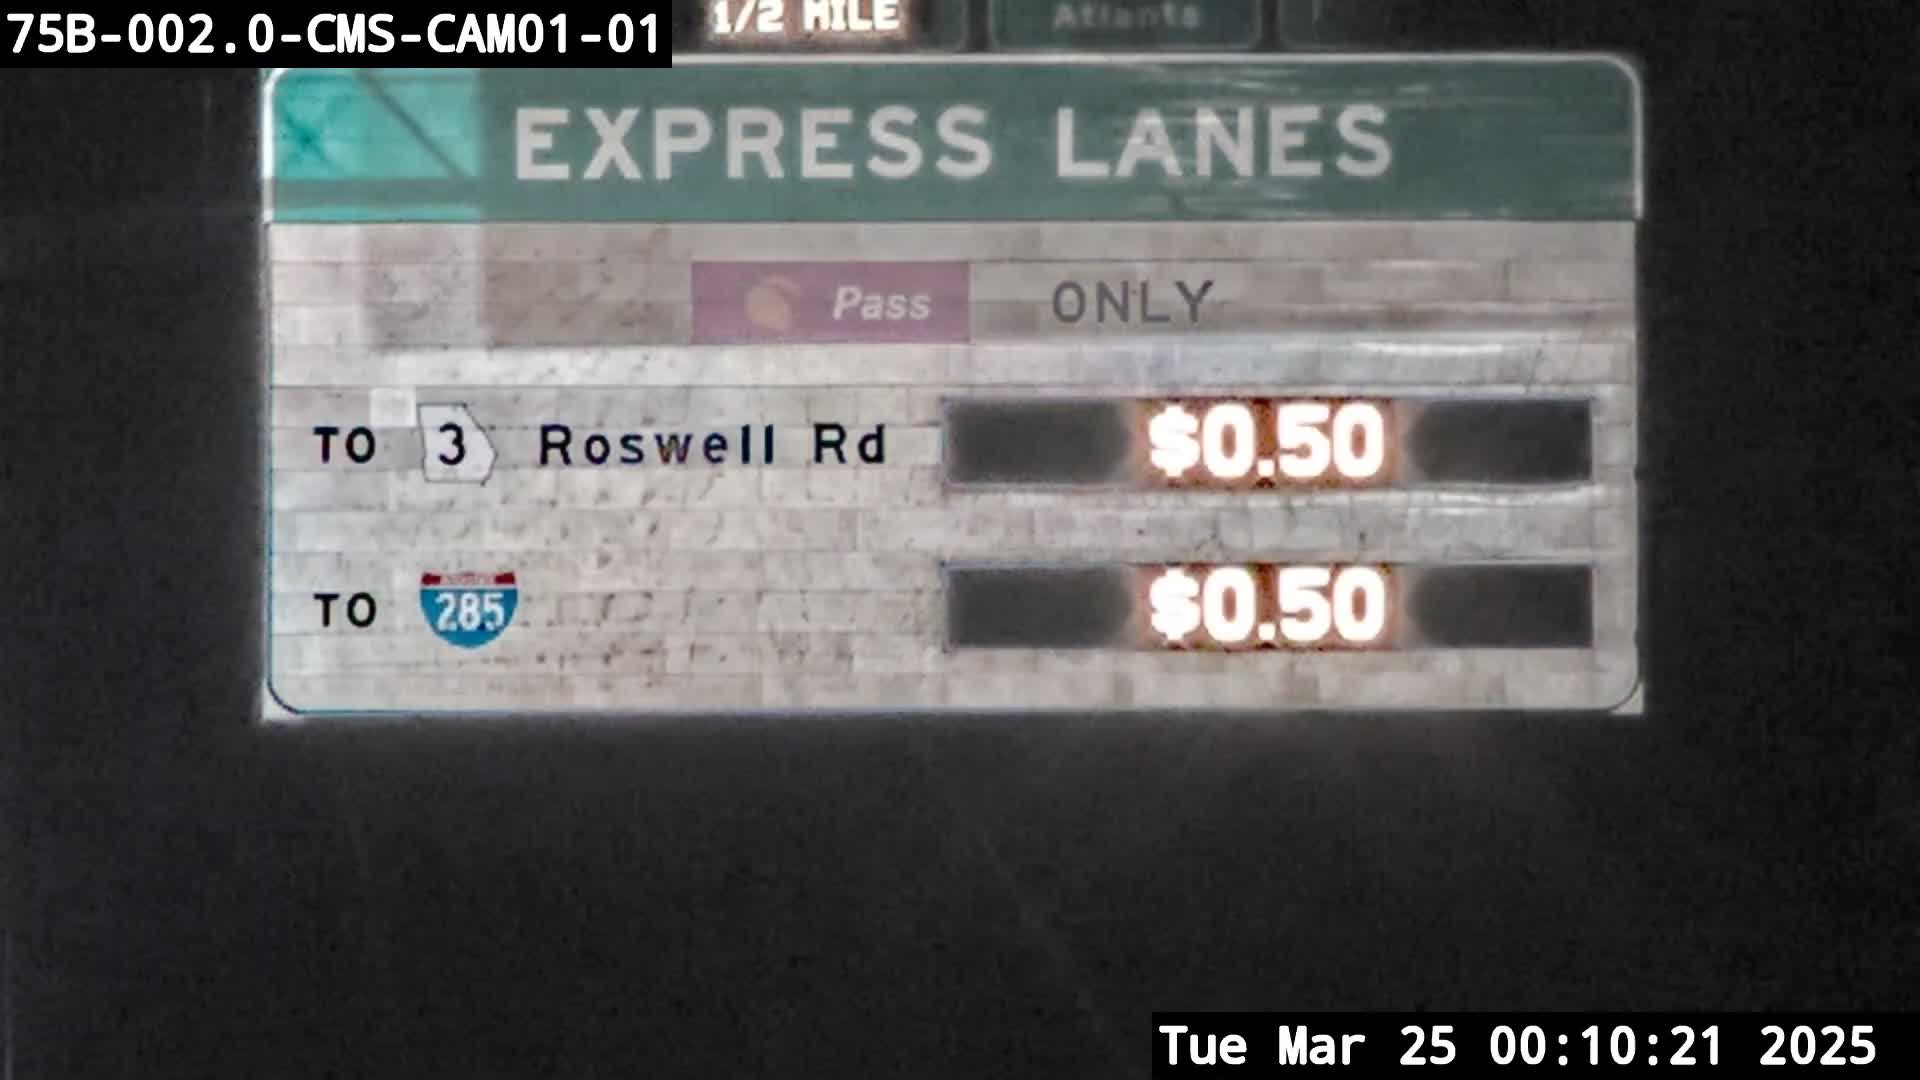 75B-002.0-CMS-CAM01-01
1/2 MILE
Atlanta
EXPRESS LANES
Pass ONLY
TO 3 Roswell Rd $0.50
TO 285 $0.50
Tue Mar 25 00:10:21 2025